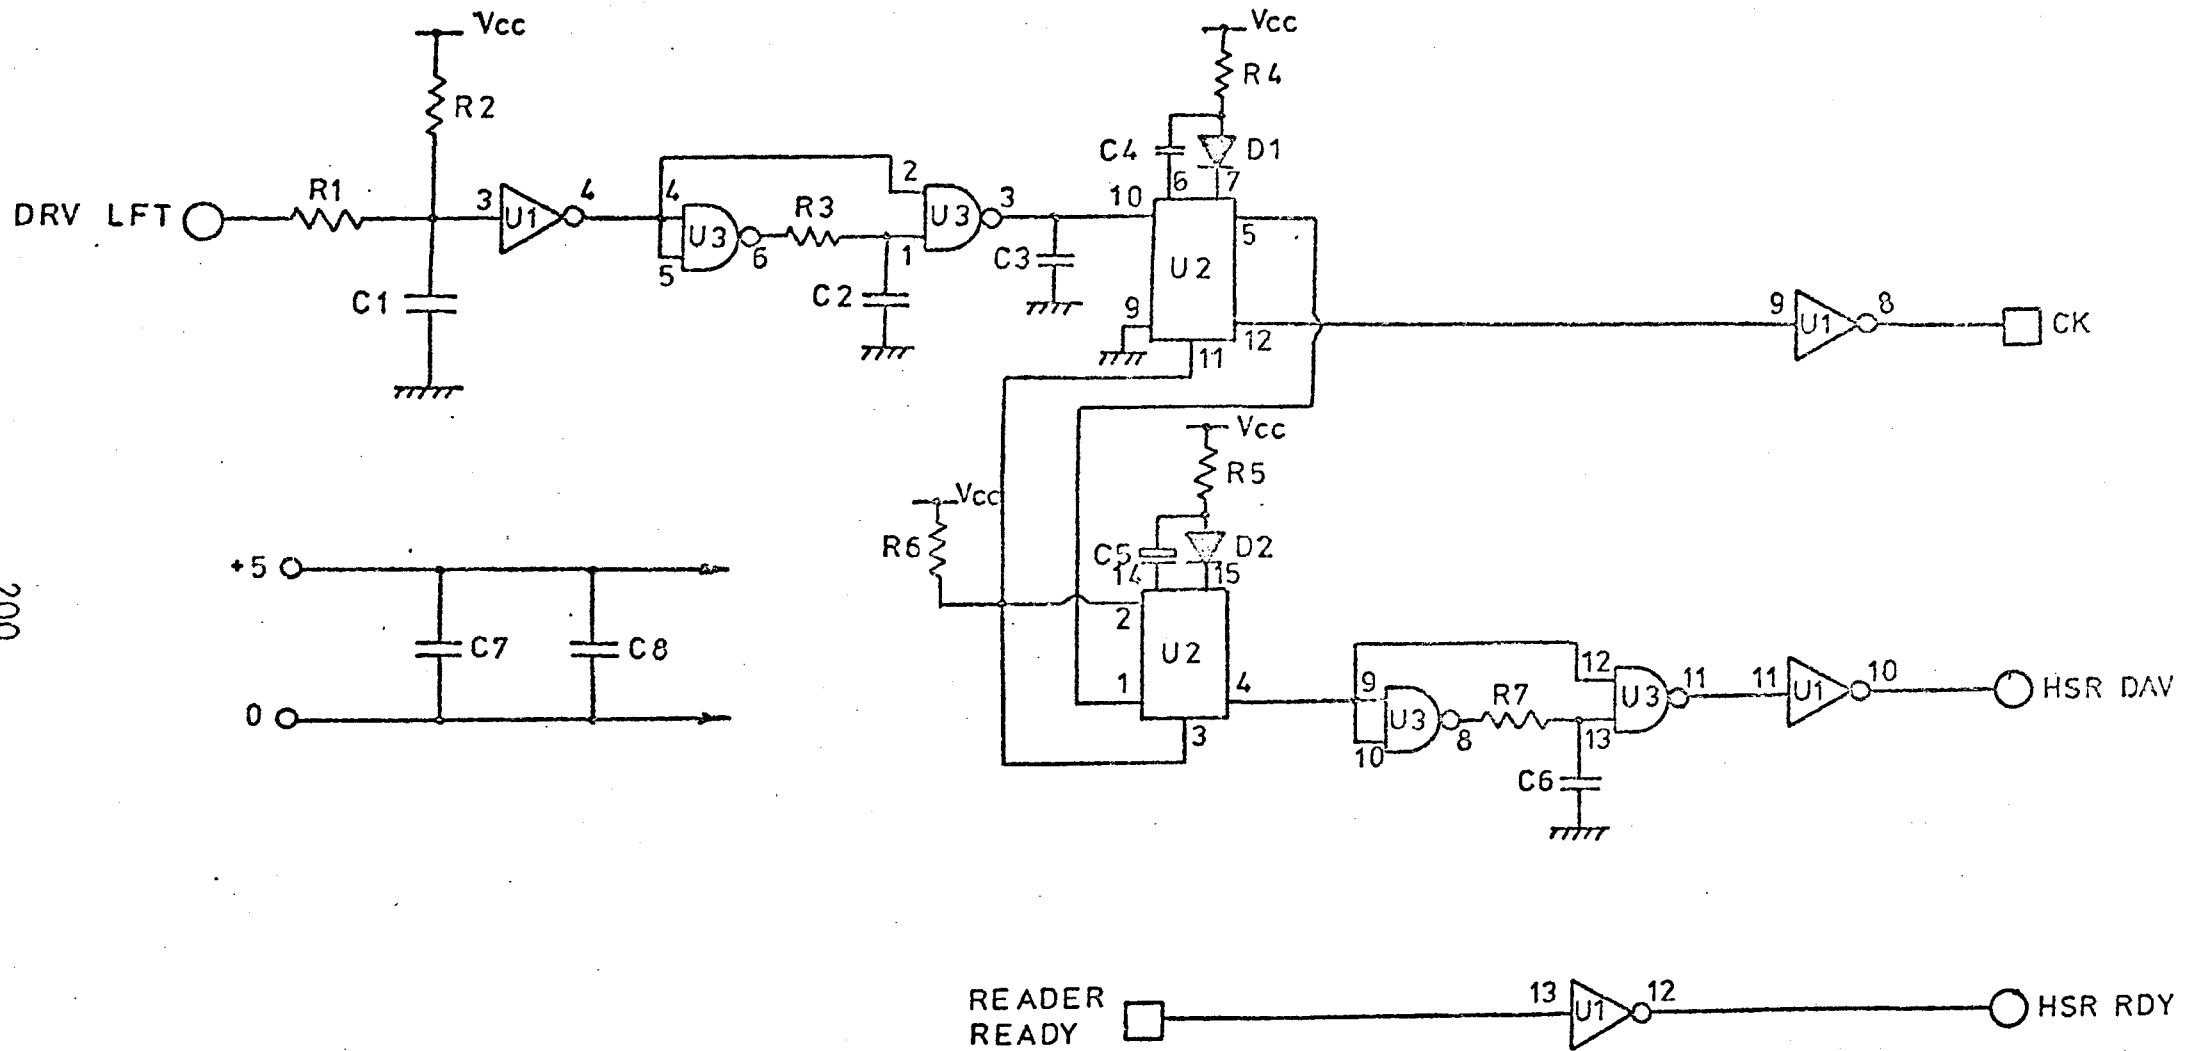 Vcc
Vcc
R4
R2
C4
D1
6
7
R1
3
4
4
2
3
10
DRV LFT
U1
U3
R3
U3
5
5
6
1
C3
U2
C1
C2
9
12
9
U1
8
CK
11
Vcc
R5
Vcc
R6
C5
D2
14
15
+5
2
200
C7
C8
U2
1
4
12
11
11
10
9
R7
U3
U1
HSR DAV
U3
0
3
10
8
13
C6
READER
READY
13
U1
12
HSR RDY